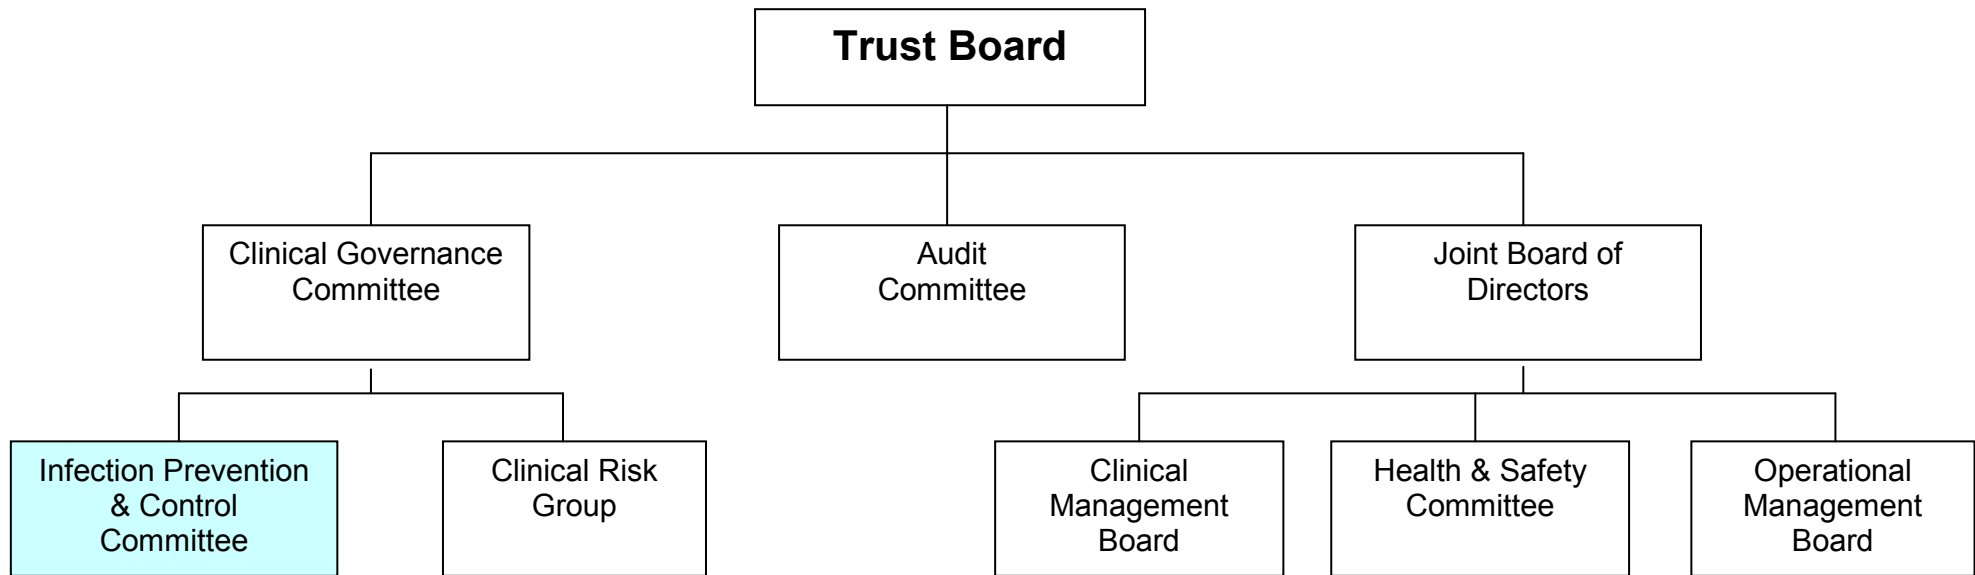 Trust Board
Clinical Governance
Committee
Audit
Committee
Joint Board of
Directors
Infection Prevention
& Control
Committee
Clinical Risk
Group
Clinical
Management
Board
Health & Safety
Committee
Operational
Management
Board